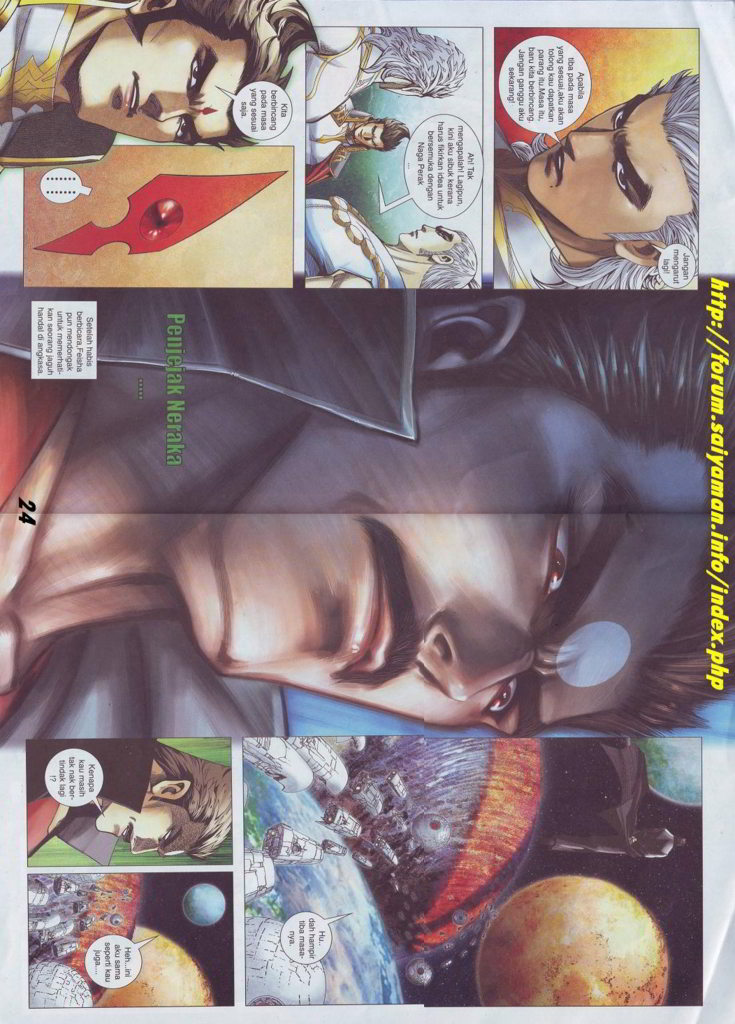 Apabila
tiba pada masa
yang sesuai.aku akan
tolong kau dapatkan
parang itu.Masa itu,
baru kita berbincang.
Jangan ganggu aku
sekarang!
Jangan
mengarut
lagi!
Ah! Tak
mengapalah! Lagipun,
kini aku sibuk kerana
harus fikirkan idea untuk
bersemuka dengan
Naga Perak
...
Kita
berbincang
pada masa
yang sesuai
saja.
.......
.......
http://forum.saiyaman.info/index.php
Penjejak Neraka
.....
Setelah habis
berbicara,Feisha
pun mendongak
untuk memerhati-
kan seorang jaguh
handal di angkasa.
24
Hu..
dah hampir
tiba masa-
nya.
Kenapa
kau masih
tak nak ber-
tindak lagi
!?
Heh..ini
aku sama
seperti kau
juga....